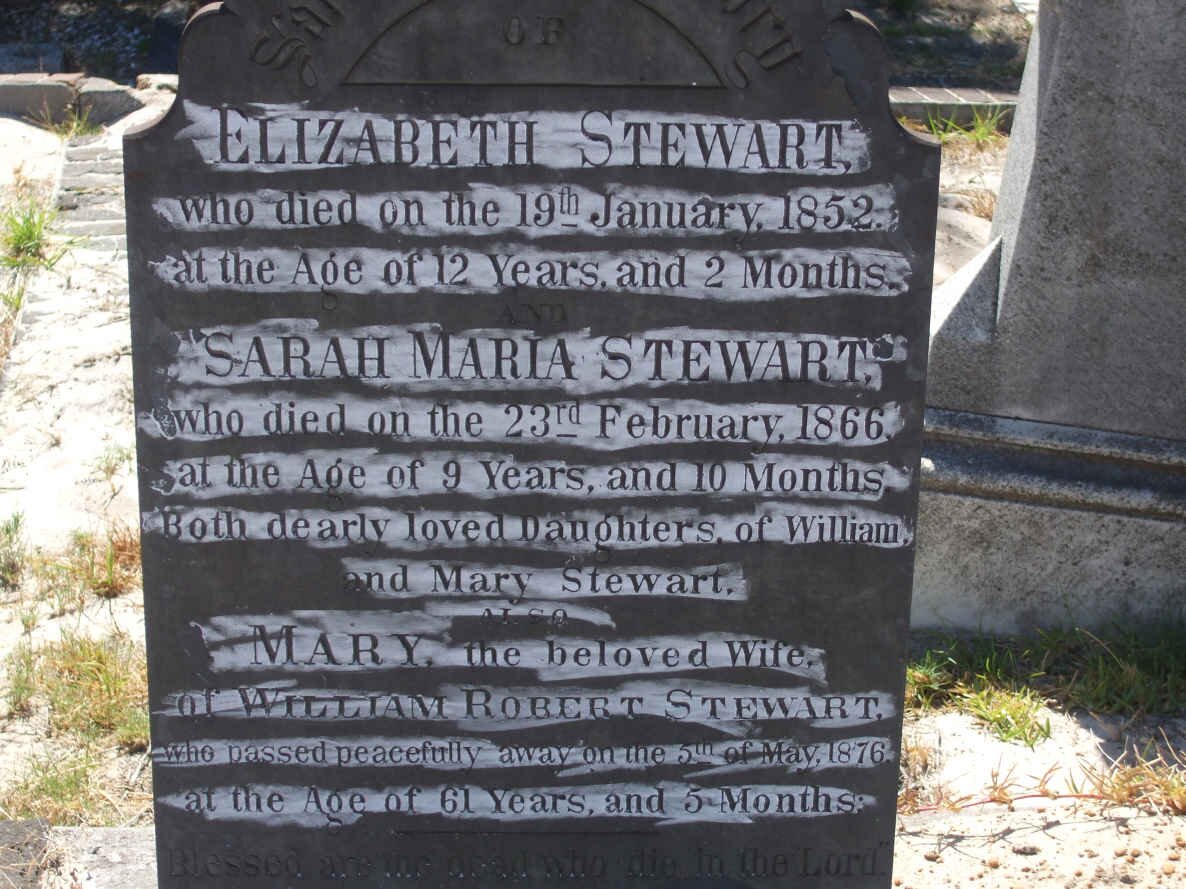 OF
ELIZABETH STEWART,
who died on the 19th January, 1852.
at the Age of 12 Years, and 2 Months.
AND
SARAH MARIA STEWART,
who died on the 23rd February, 1866,
at the Age of 9 Years, and 10 Months.
Both dearly loved Daughters, of William,
and Mary Stewart.
ALSO
MARY, the beloved Wife,
of WILLIAM ROBERT STEWART,
who passed peacefully away on the 5th of May, 1876.
at the Age of 61 Years, and 5 Months:
Blessed are the dead who die in the Lord"